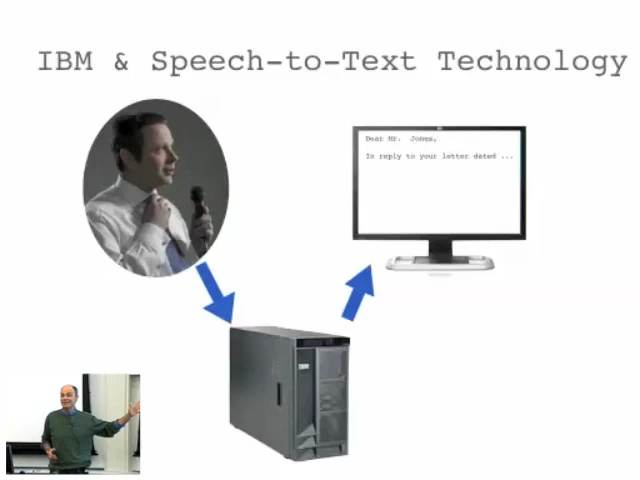 IBM & Speech-to-Text Technology
Dear Mr. Jones,
In reply to your letter dated ...